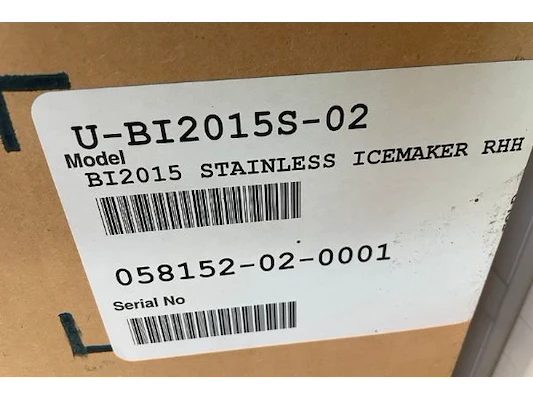 U-BI2015S-02
Model
BI2015 STAINLESS ICEMAKER RHH
058152-02-0001
Serial No